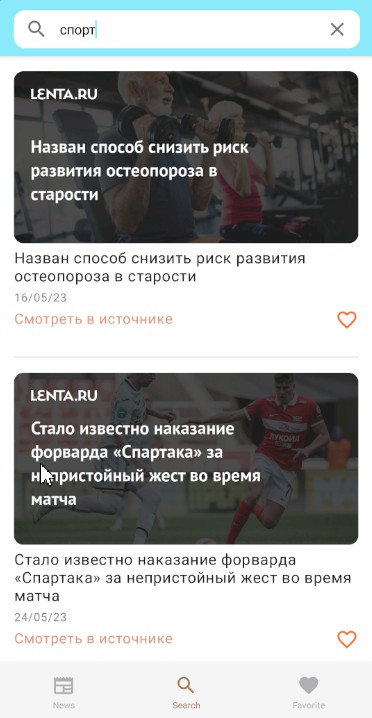 спорт
LENTA.RU
Назван способ снизить риск
развития остеопороза в
старости
Назван способ снизить риск развития
остеопороза в старости
16/05/23
Смотреть в источнике
LENTA.RU
Стало известно наказание
форварда «Спартака» за
непристойный жест во время
матча
ЛУКОЙЛ
Стало известно наказание форварда
«Спартака» за непристойный жест во время
матча
24/05/23
Смотреть в источнике
News
Search
Favorite